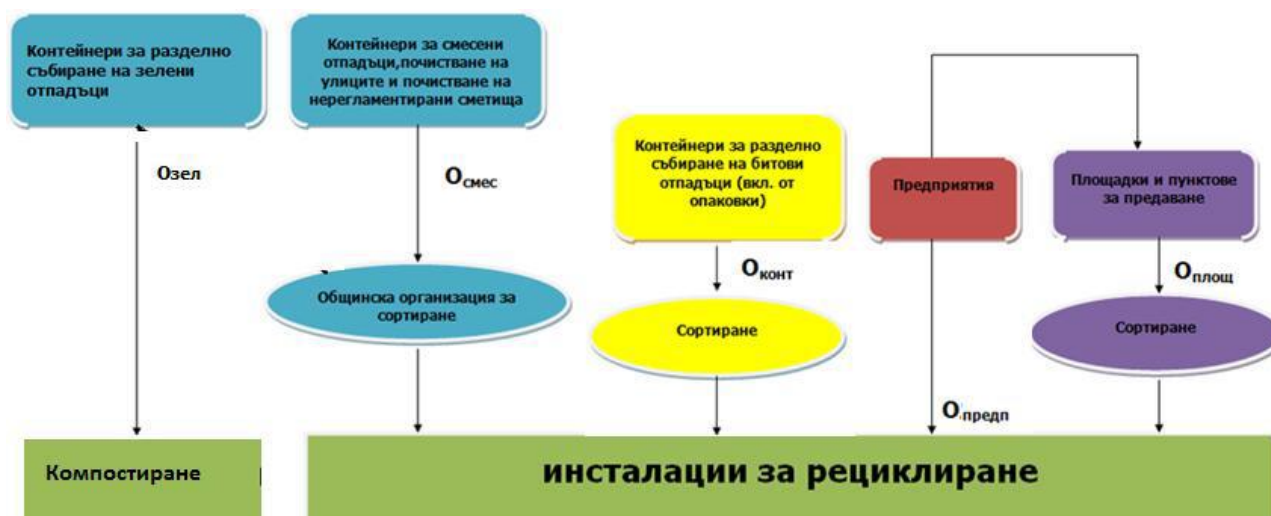 Контейнери за разделно
събиране на зелени
отпадъци
Контейнери за смесени
отпадъци,почистване на
улиците и почистване на
нерегламентирани сметища
Контейнери за разделно
събиране на битови
отпадъци (вкл. от
опаковки)
Предприятия
Площадки и пунктове
за предаване
Озел
Осмес
Оконт
Оплощ
Общинска организация за
сортиране
Сортиране
Сортиране
Опредп
Компостиране
инсталации за рециклиране